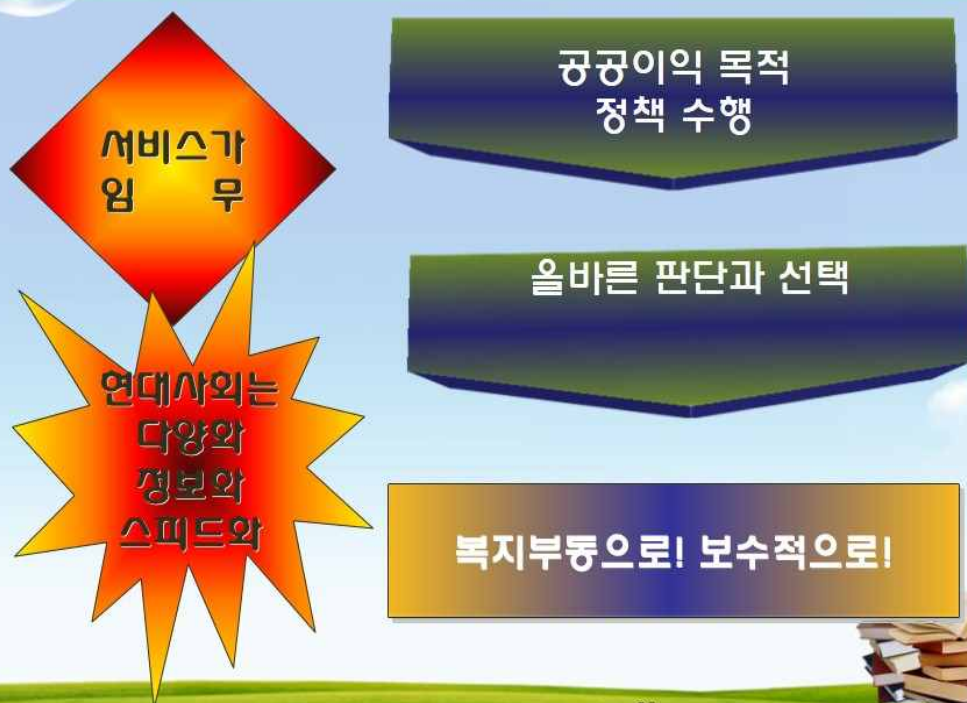 서비스가
임 무
현대사회는
다양화
정보화
스피드화
공공이익 목적
정책 수행
올바른 판단과 선택
복지부동으로! 보수적으로!